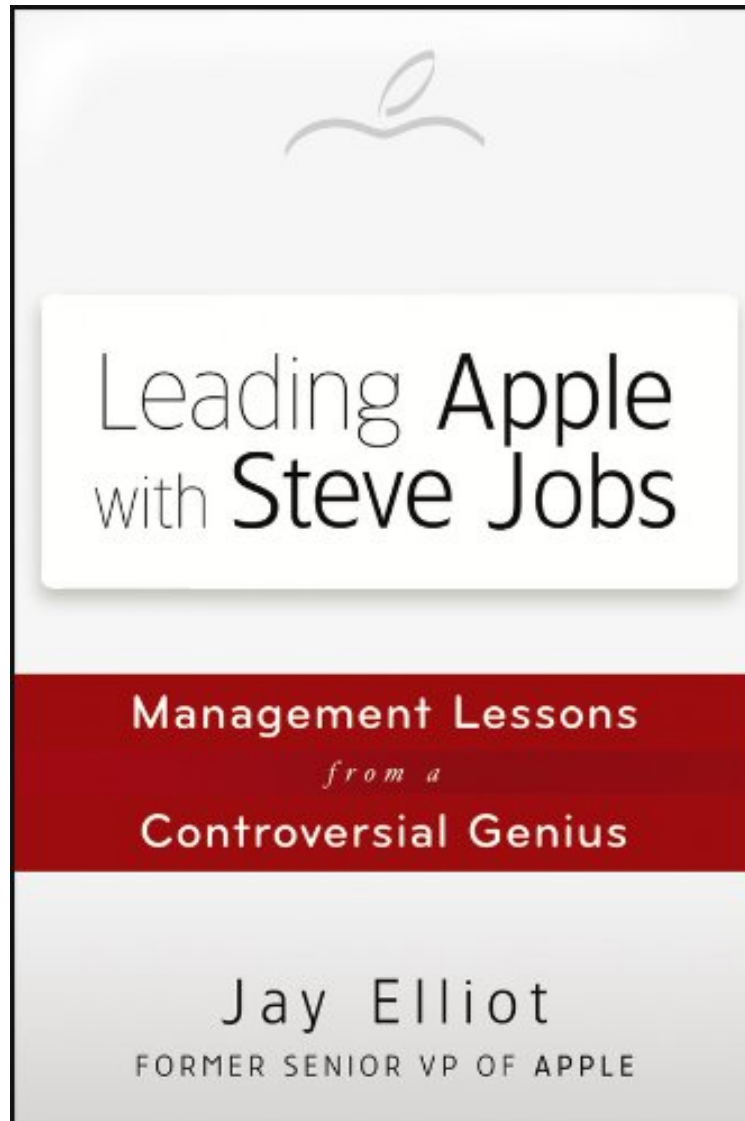 Leading Apple
with Steve Jobs
Management Lessons
from a
Controversial Genius
Jay Elliot
FORMER SENIOR VP OF APPLE